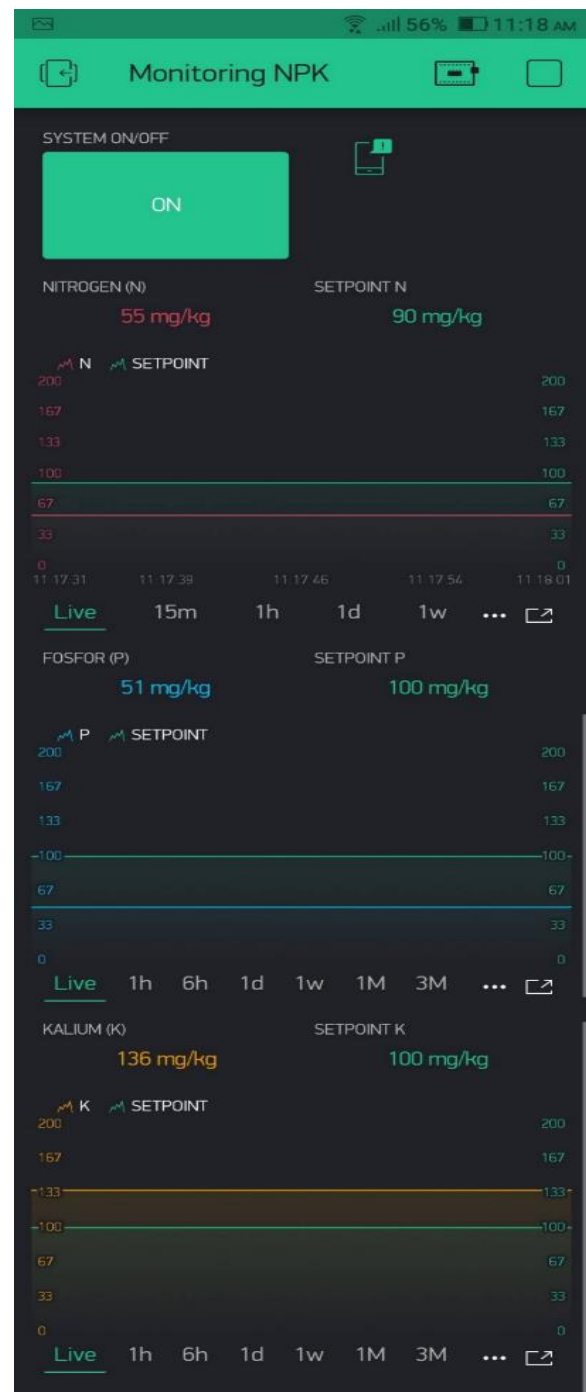 56% 11:18 AM
Monitoring NPK
SYSTEM ON/OFF
ON
NITROGEN (N) SETPOINT N
55 mg/kg 90 mg/kg
N SETPOINT
200 200
167 167
133 133
100 100
67 67
33 33
0 0
11:17:31 11:17:39 11:17:46 11:17:54 11:18:01
Live 15m 1h 1d 1w ...
FOSFOR (P) SETPOINT P
51 mg/kg 100 mg/kg
P SETPOINT
200 200
167 167
133 133
100 100
67 67
33 33
0 0
Live 1h 6h 1d 1w 1M 3M ...
KALIUM (K) SETPOINT K
136 mg/kg 100 mg/kg
K SETPOINT
200 200
167 167
133 133
100 100
67 67
33 33
0 0
Live 1h 6h 1d 1w 1M 3M ...